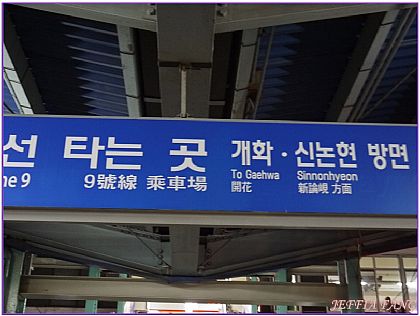 선 타는 곳 개화 · 신논현 방면
ne 9 9號線 乘車場 To Gaehwa Sinnonhyeon
開花 新論峴 方面
JEFFIA FANG